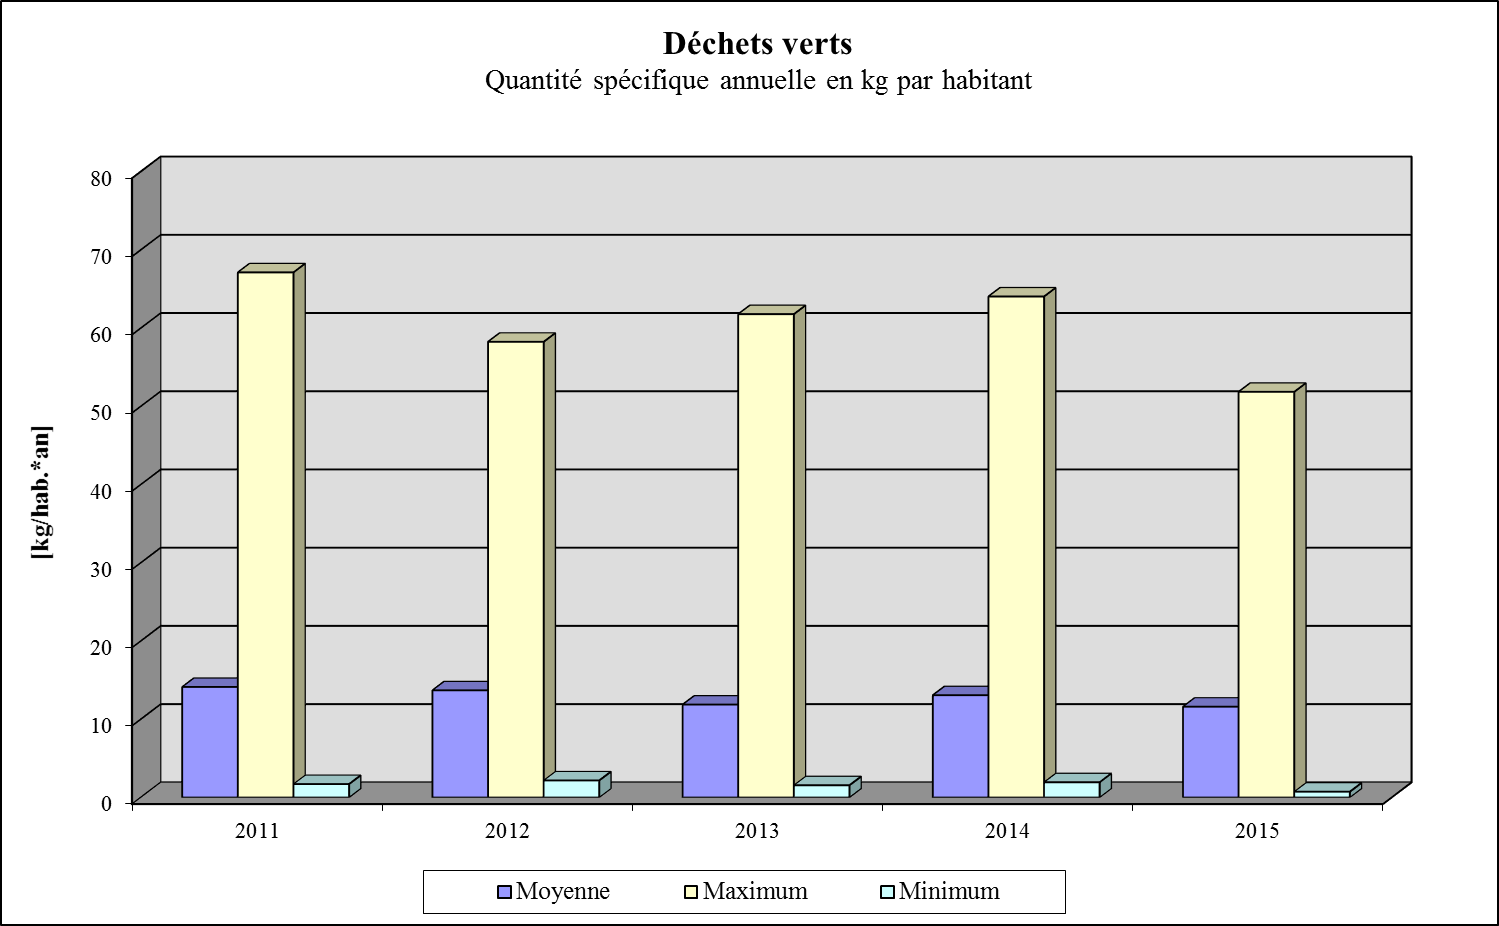 Déchets verts
Quantité spécifique annuelle en kg par habitant
80
70
60
50
40
30
20
10
0
[kg/hab.*an]
2011 2012 2013 2014 2015
Moyenne Maximum Minimum